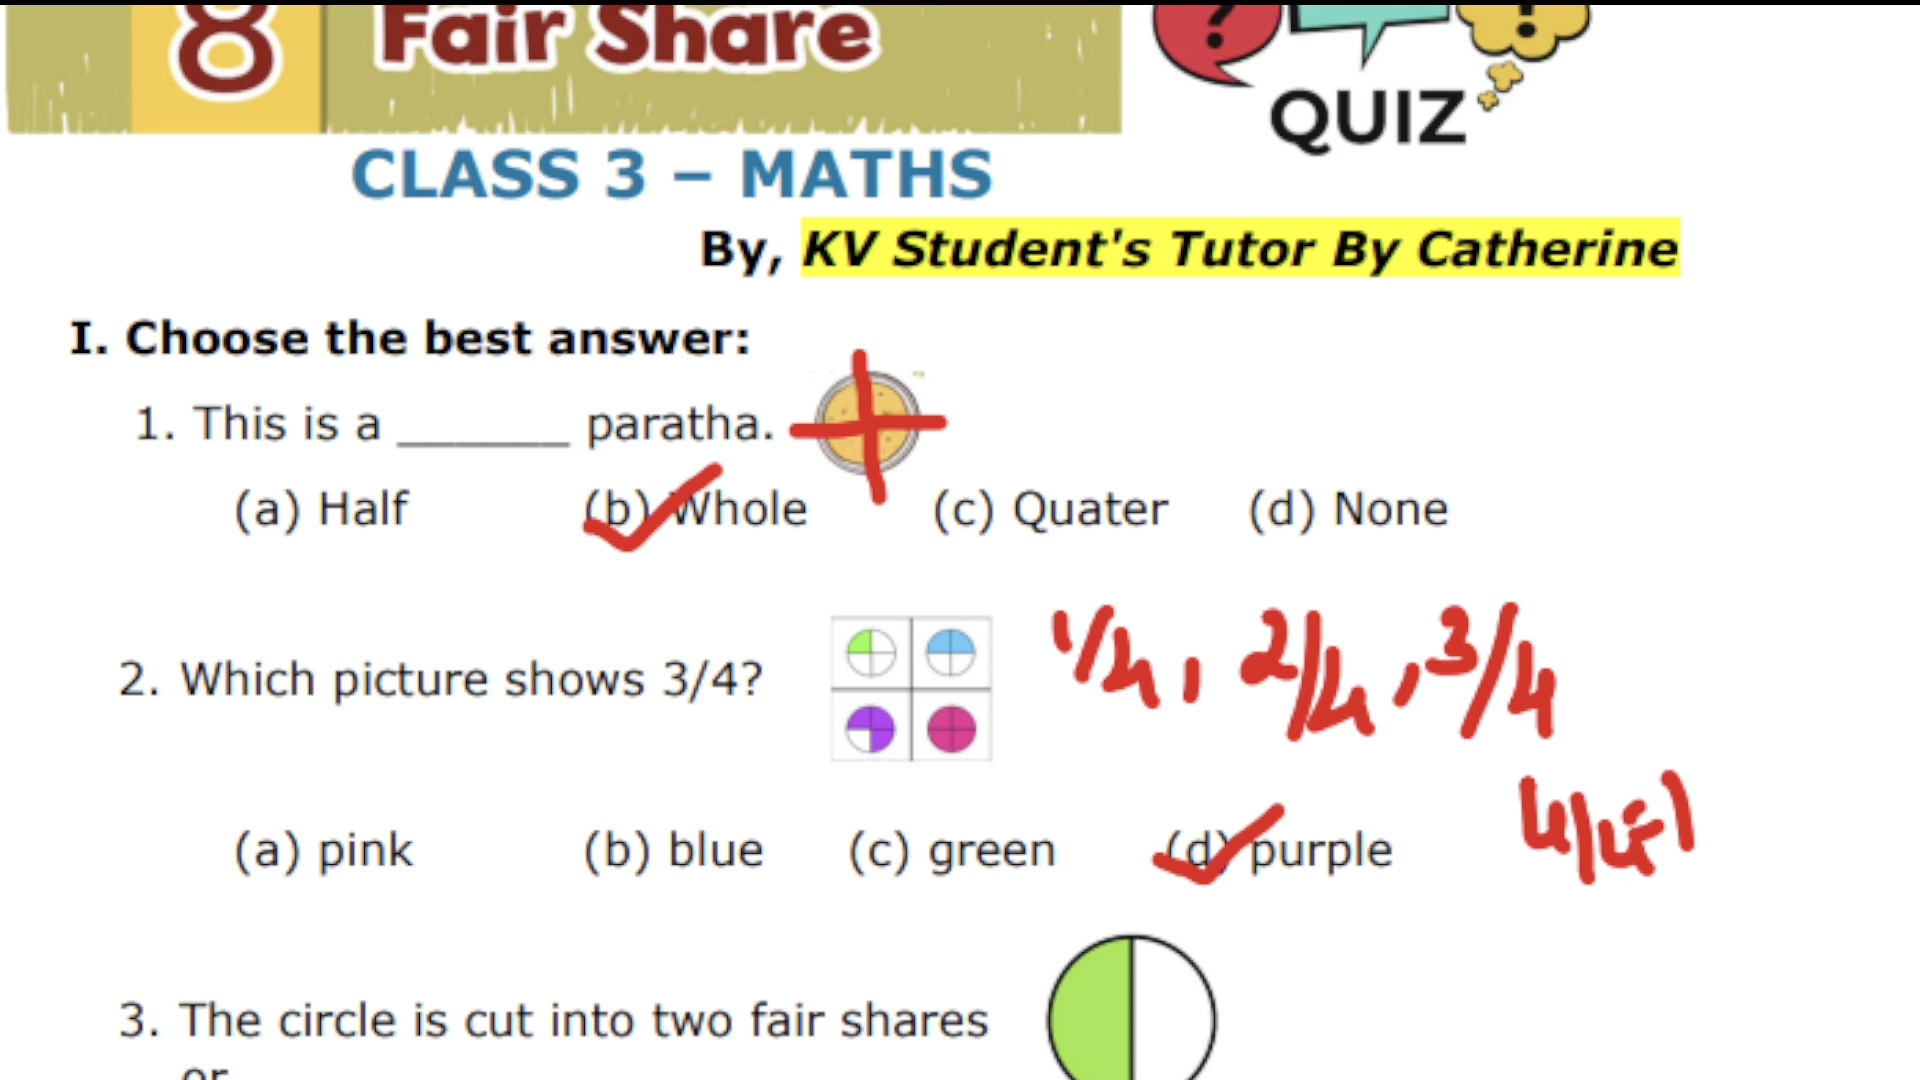 8 Fair Share
? !
QUIZ
CLASS 3 – MATHS
By, KV Student's Tutor By Catherine
I. Choose the best answer:
1. This is a ______ paratha.
(a) Half (b) Whole (c) Quater (d) None
2. Which picture shows 3/4?
1/4, 2/4, 3/4
(a) pink (b) blue (c) green (d) purple
4/4=1
3. The circle is cut into two fair shares
or